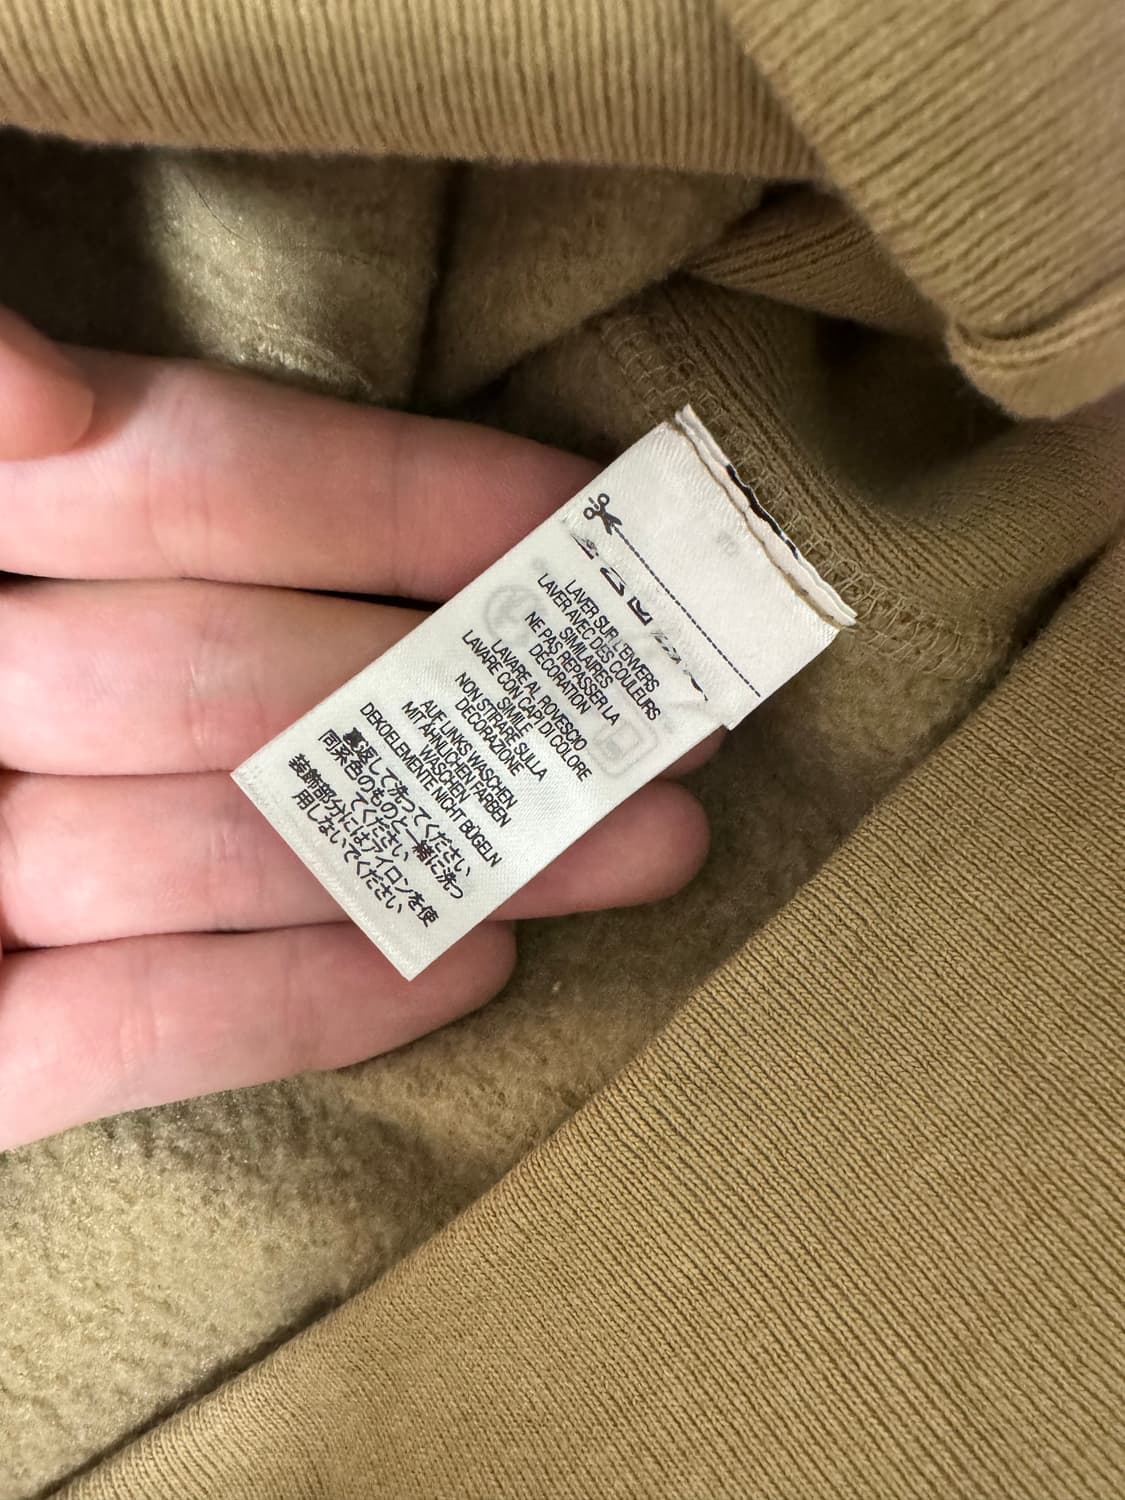 LAVER SUR L'ENVERS
LAVER AVEC DES COULEURS
SIMILAIRES
NE PAS REPASSER LA
DÉCORATION
LAVARE AL ROVESCIO
LAVARE CON CAPI DI COLORE
SIMILE
NON STIRARE SULLA
DECORAZIONE
AUF LINKS WASCHEN
MIT ÄHNLICHEN FARBEN
WASCHEN
DEKOELEMENTE NICHT BÜGELN
裏返して洗ってください
同系色のものと一緒に洗っ
てください
装飾部分にはアイロンを使
用しないでください